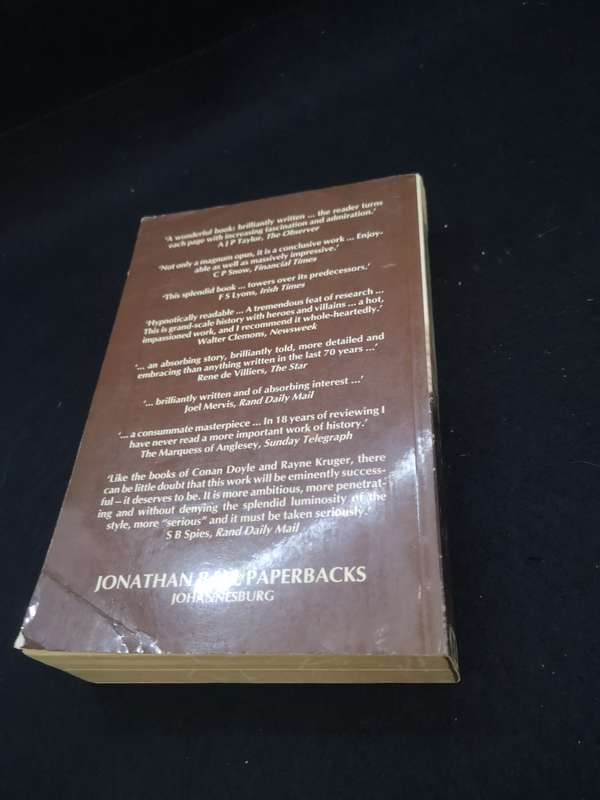 'A wonderful book: brilliantly written ... the reader turns
each page with increasing fascination and admiration.'
A J P Taylor, The Observer
'Not only a magnum opus, it is a conclusive work ... Enjoy-
able as well as massively impressive.'
C P Snow, Financial Times
'This splendid book ... towers over its predecessors.'
F S Lyons, Irish Times
'Hypnotically readable ... A tremendous feat of research ...
This is grand-scale history with heroes and villains ... a hot,
impassioned work, and I recommend it whole-heartedly.'
Walter Clemons, Newsweek
'... an absorbing story, brilliantly told, more detailed and
embracing than anything written in the last 70 years ...'
Rene de Villiers, The Star
'... brilliantly written and of absorbing interest ...'
Joel Mervis, Rand Daily Mail
'... a consummate masterpiece ... In 18 years of reviewing I
have never read a more important work of history.'
The Marquess of Anglesey, Sunday Telegraph
'Like the books of Conan Doyle and Rayne Kruger, there
can be little doubt that this work will be eminently success-
ful—it deserves to be. It is more ambitious, more penetrat-
ing and without denying the splendid luminosity of the
style, more "serious" and it must be taken seriously.'
S B Spies, Rand Daily Mail
JONATHAN PAPERBACKS
JOHANNESBURG